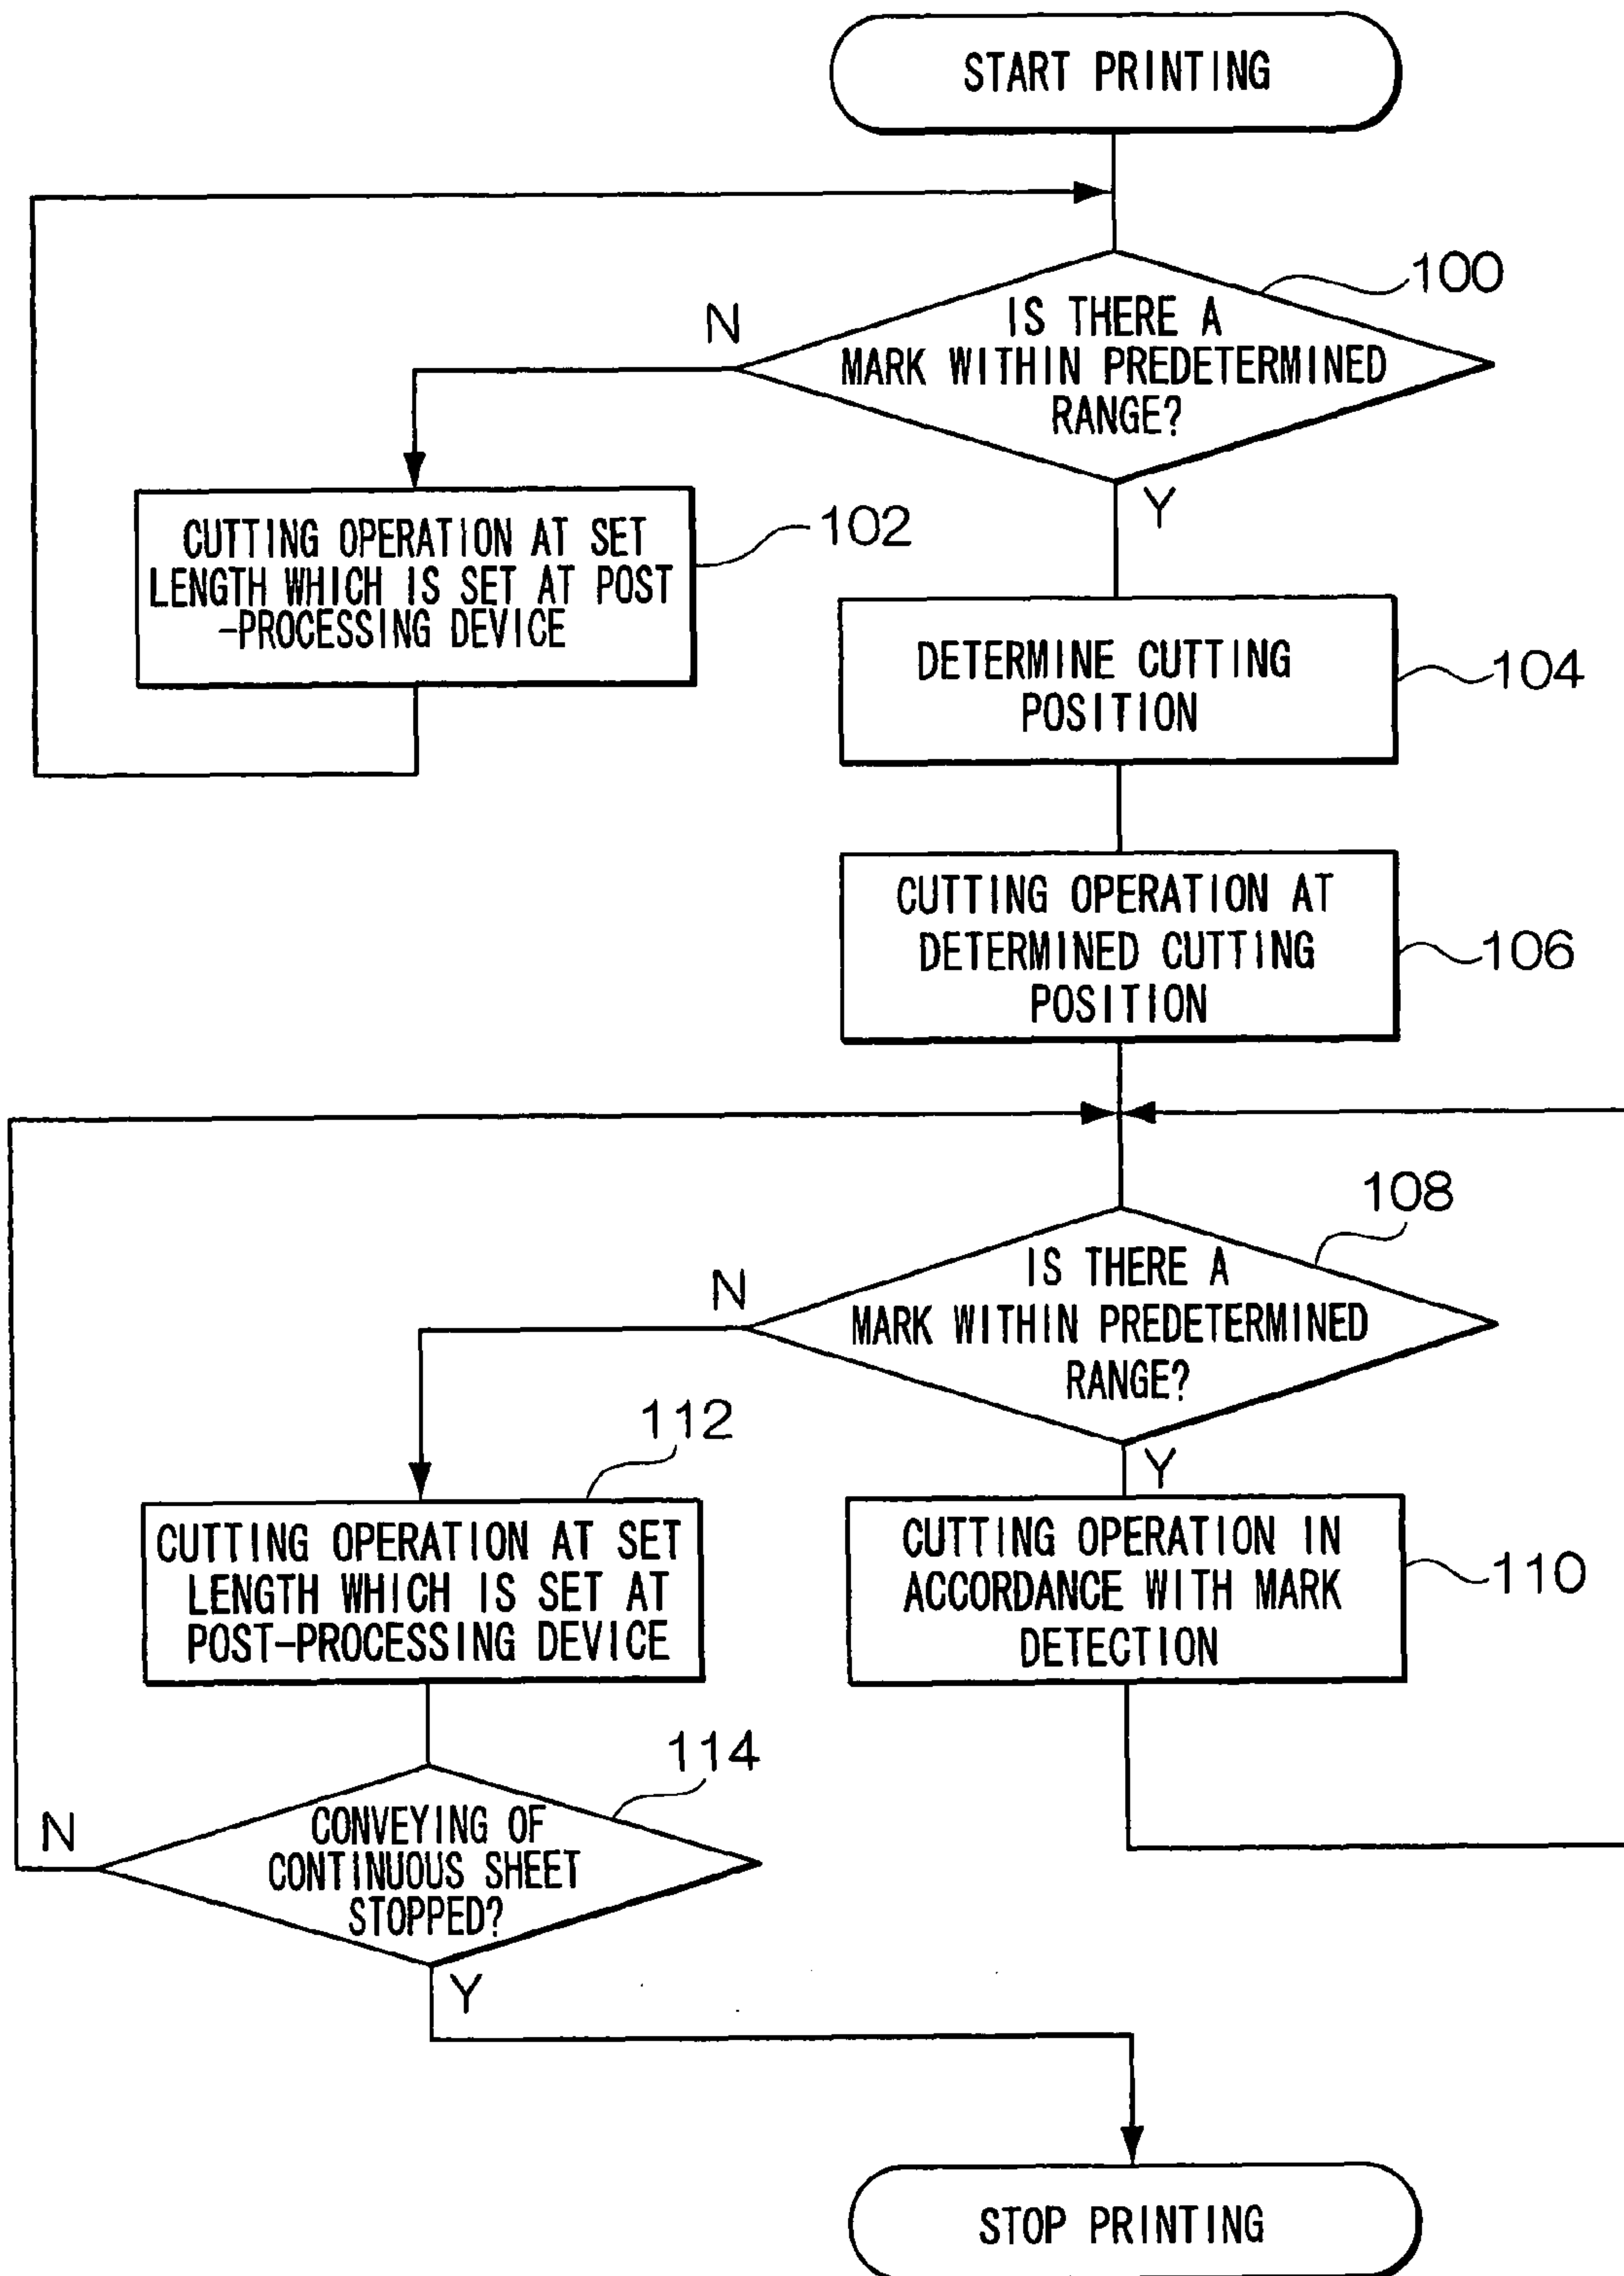 START PRINTING
100
IS THERE A
MARK WITHIN PREDETERMINED
RANGE?
N
Y
CUTTING OPERATION AT SET
LENGTH WHICH IS SET AT POST
-PROCESSING DEVICE
102
DETERMINE CUTTING
POSITION
104
CUTTING OPERATION AT
DETERMINED CUTTING
POSITION
106
108
IS THERE A
MARK WITHIN PREDETERMINED
RANGE?
N
Y
112
CUTTING OPERATION AT SET
LENGTH WHICH IS SET AT
POST-PROCESSING DEVICE
CUTTING OPERATION IN
ACCORDANCE WITH MARK
DETECTION
110
114
CONVEYING OF
CONTINUOUS SHEET
STOPPED?
N
Y
STOP PRINTING